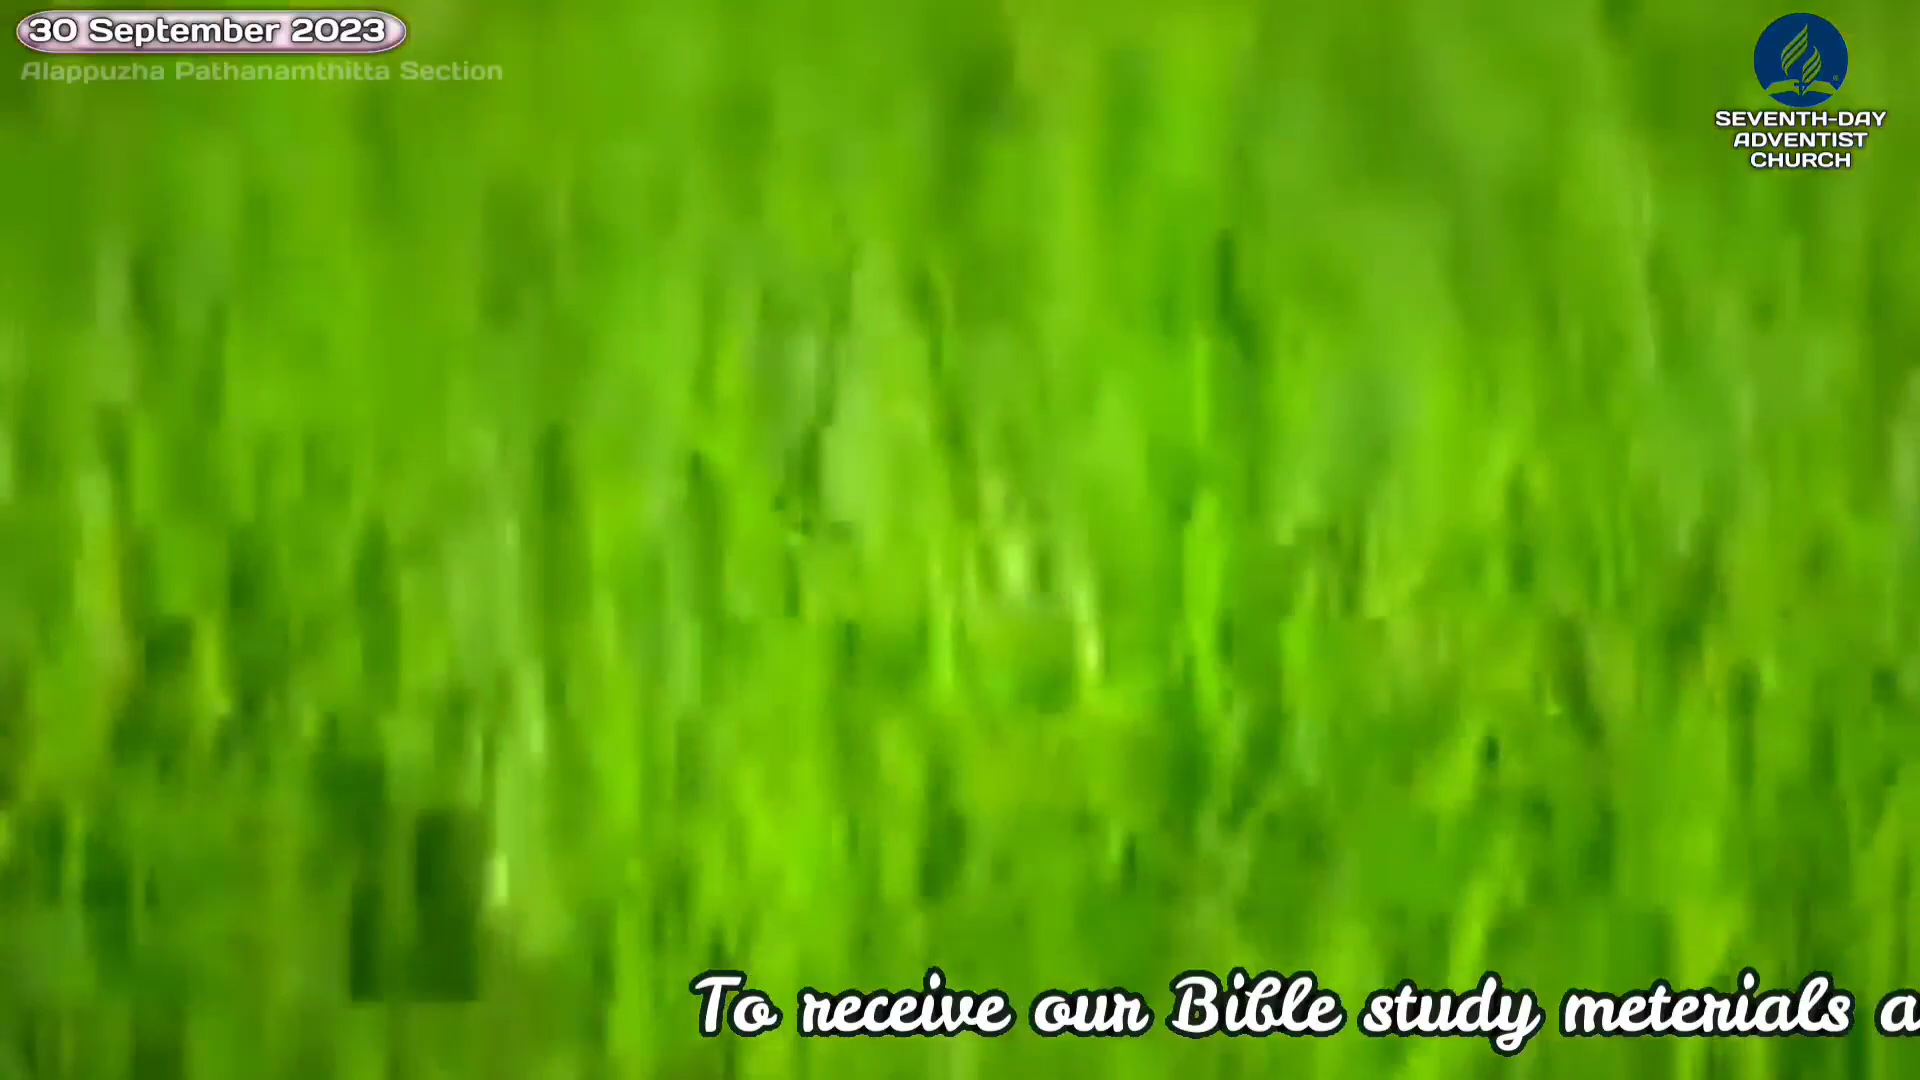 30 September 2023
Alappuzha Pathanamthitta Section
SEVENTH-DAY
ADVENTIST
CHURCH
To receive our Bible study meterials a